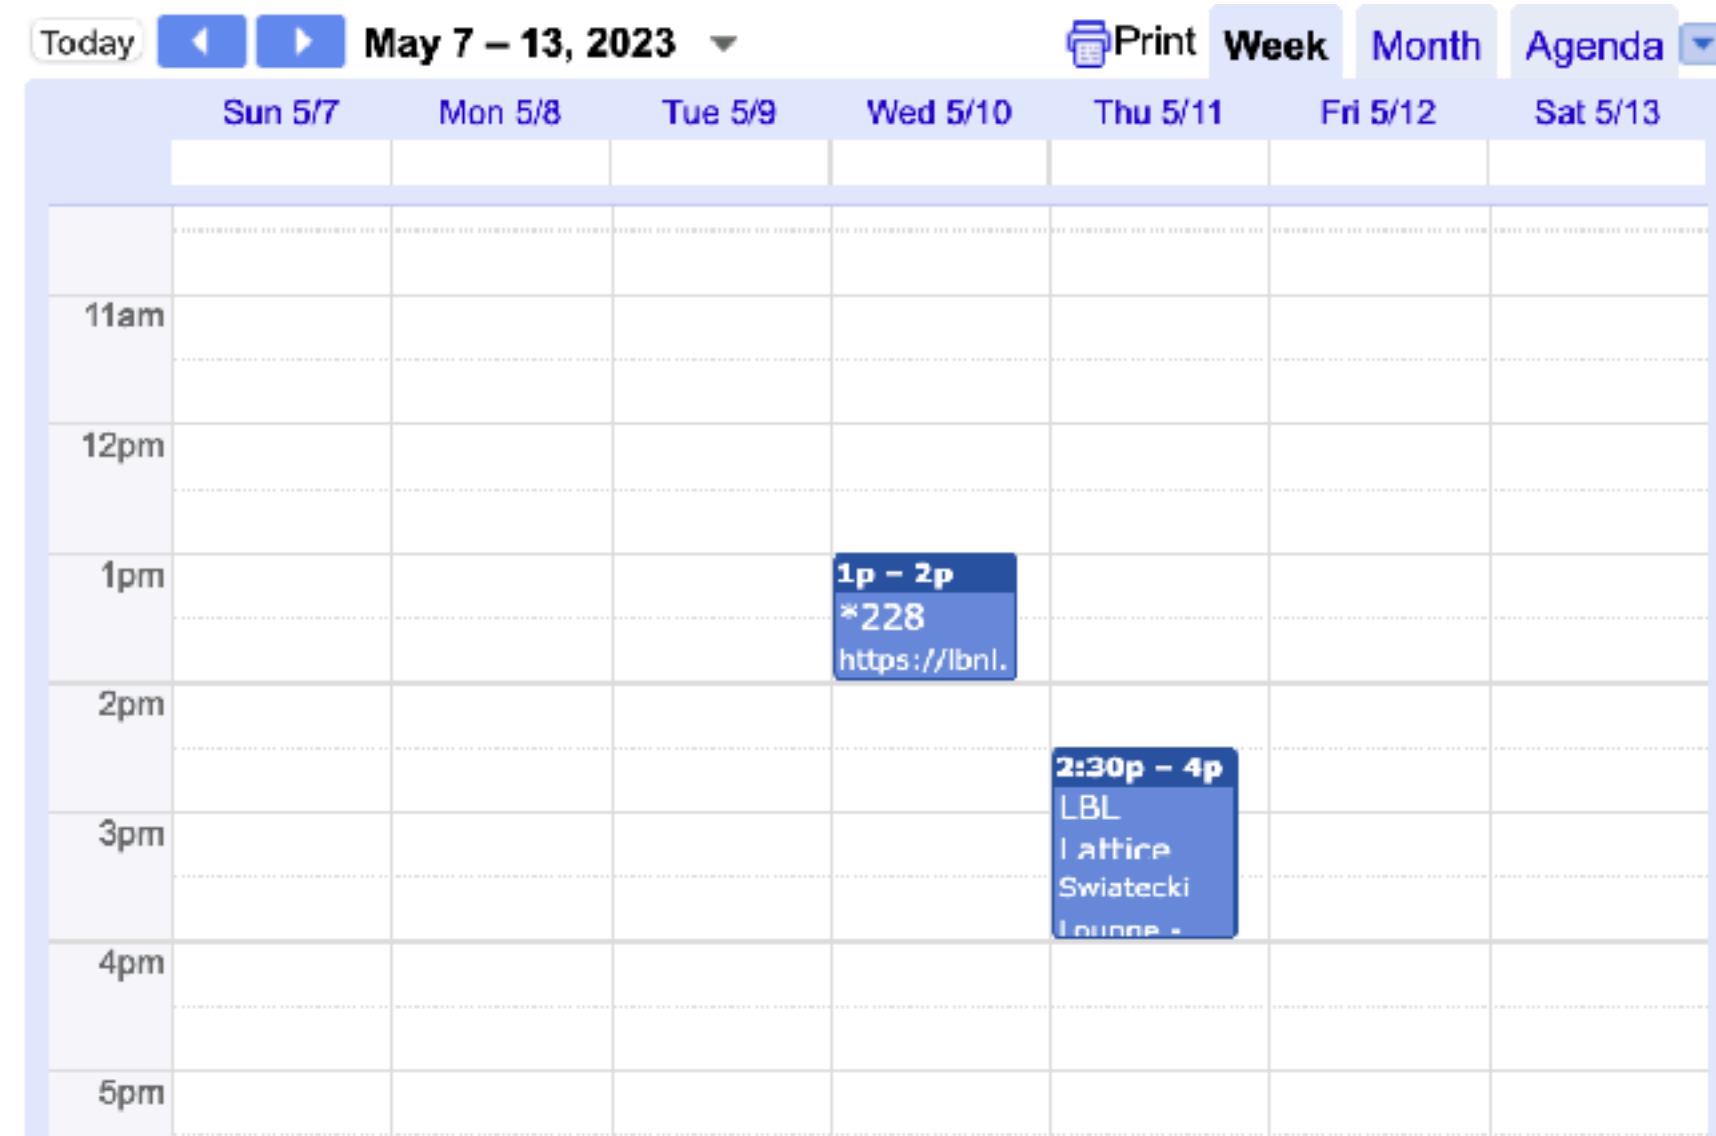 Today May 7 – 13, 2023 Print Week Month Agenda
Sun 5/7 Mon 5/8 Tue 5/9 Wed 5/10 Thu 5/11 Fri 5/12 Sat 5/13
11am
12pm
1pm
1p – 2p
*228
https://lbnl.
2pm
2:30p – 4p
LBL
Lattice
Swiatecki
Lounge -
3pm
4pm
5pm